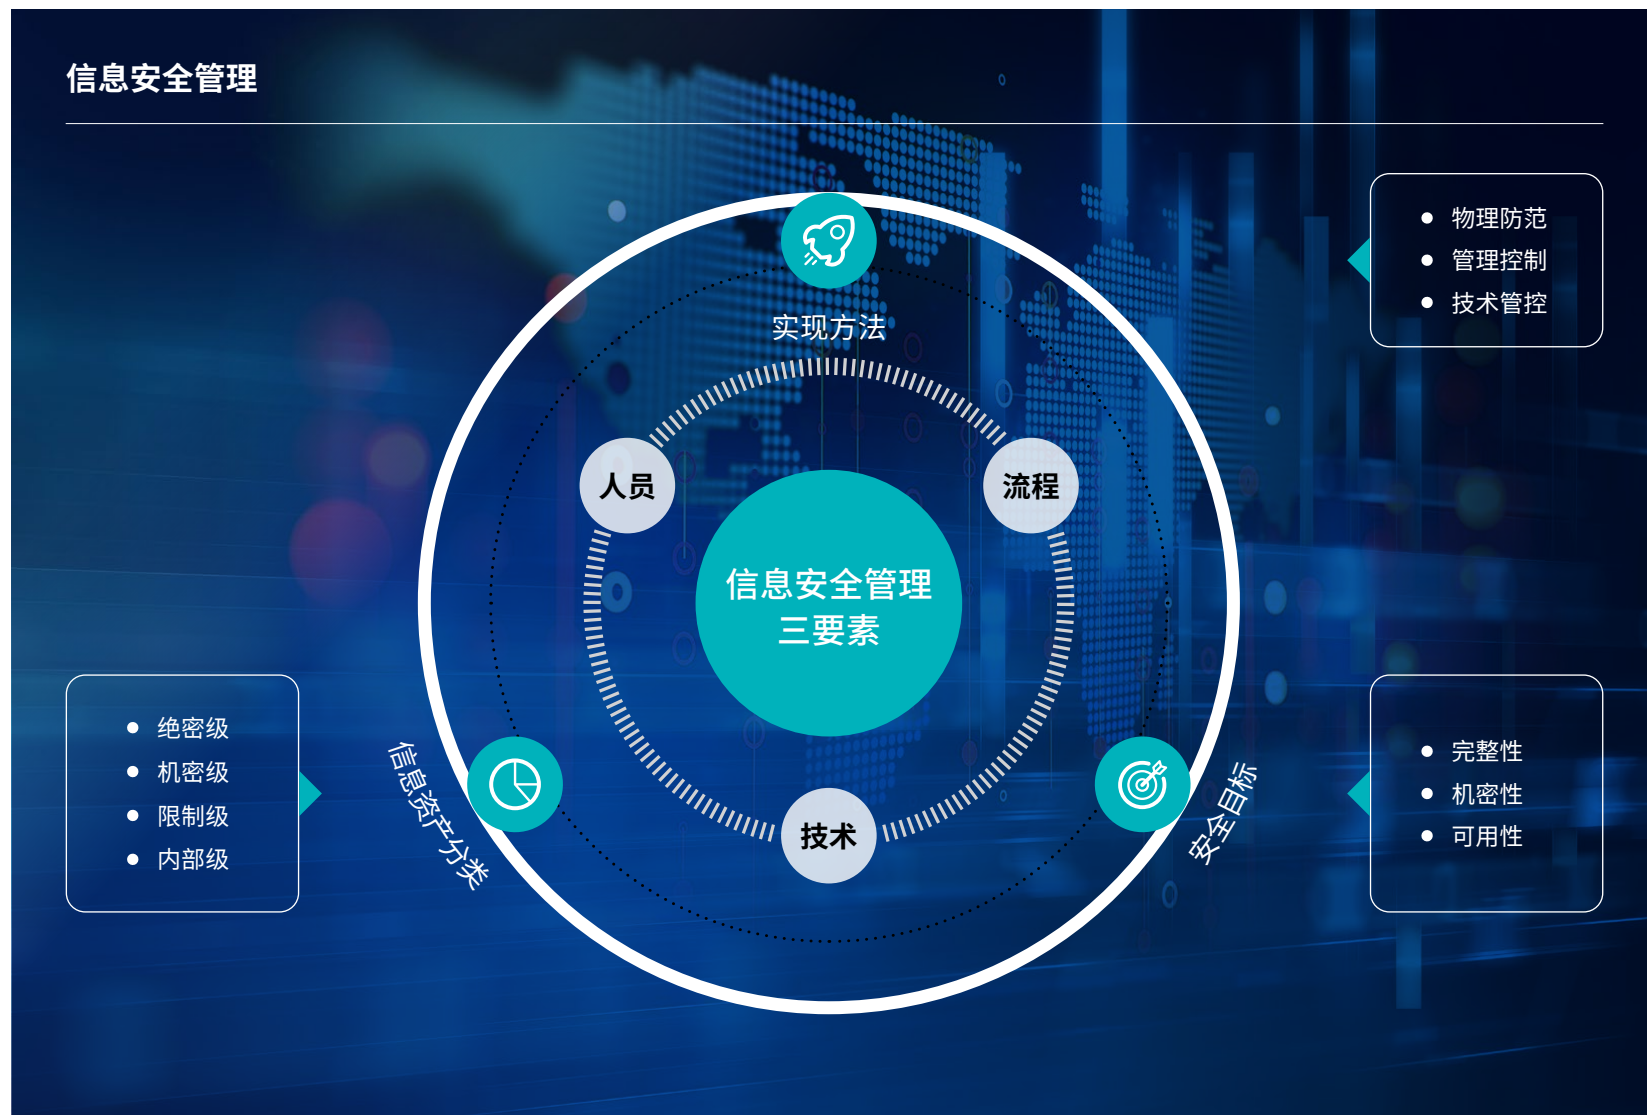 信息安全管理
物理防范
管理控制
技术管控
实现方法
人员
流程
信息安全管理
三要素
技术
绝密级
机密级
限制级
内部级
信息资产分类
安全目标
完整性
机密性
可用性